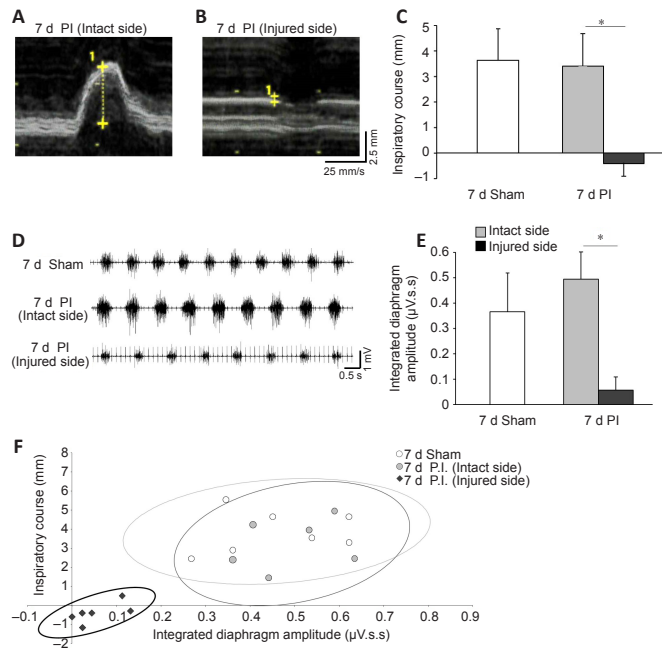 A
7 d PI (Intact side)
1
B
7 d PI (Injured side)
1
2.5 mm
25 mm/s
C
Inspiratory course (mm)
6
5
4
3
2
1
0
–1
*
7 d Sham
7 d PI
D
7 d Sham
7 d PI
(Intact side)
7 d PI
(Injured side)
0.5 s
1 mV
E
Intact side
Injured side
Integrated diaphragm
amplitude (µV.s.s)
0.6
0.5
0.4
0.3
0.2
0.1
0
*
7 d Sham
7 d PI
F
7 d Sham
7 d P.I. (Intact side)
7 d P.I. (Injured side)
Inspiratory course (mm)
8
7
6
5
4
3
2
1
0
–1
–2
–0.1 0 0.1 0.2 0.3 0.4 0.5 0.6 0.7 0.8 0.9
Integrated diaphragm amplitude (µV.s.s)